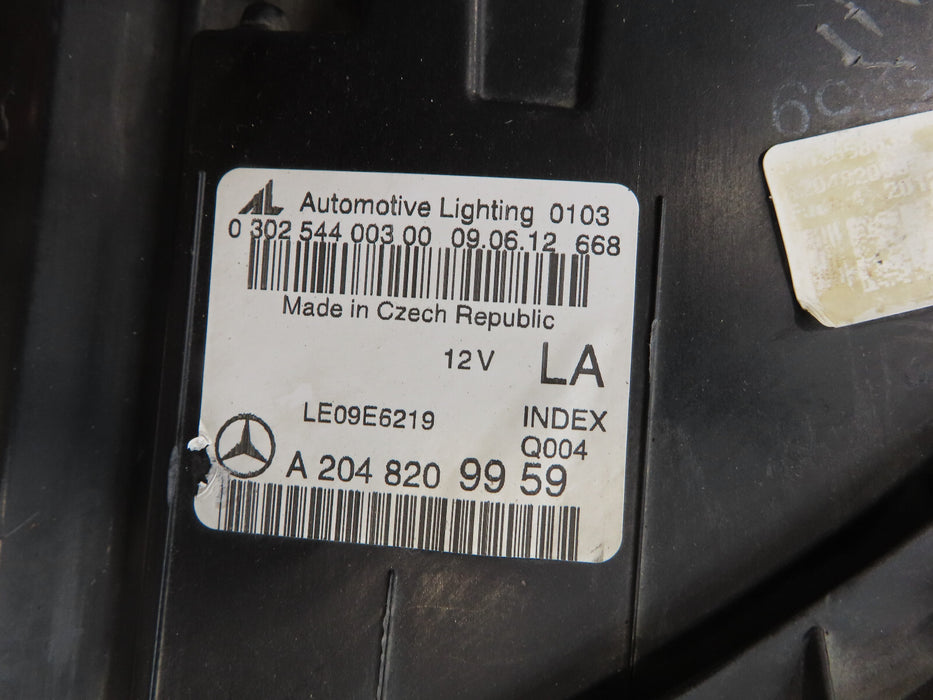 AL Automotive Lighting 0103
0 302 544 003 00 09.06.12 668
Made in Czech Republic
12V LA
LE09E6219 INDEX
Q004
A 204 820 99 59